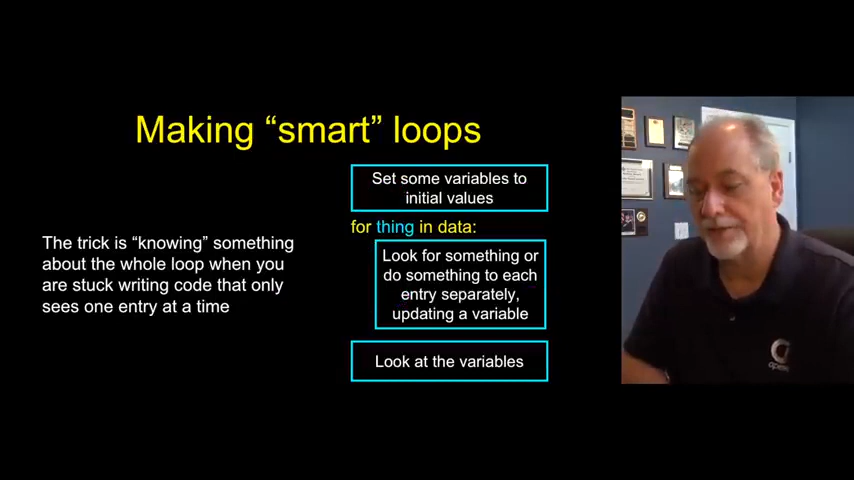 Making “smart” loops
The trick is “knowing” something
about the whole loop when you
are stuck writing code that only
sees one entry at a time
Set some variables to
initial values
for thing in data:
Look for something or
do something to each
entry separately,
updating a variable
Look at the variables